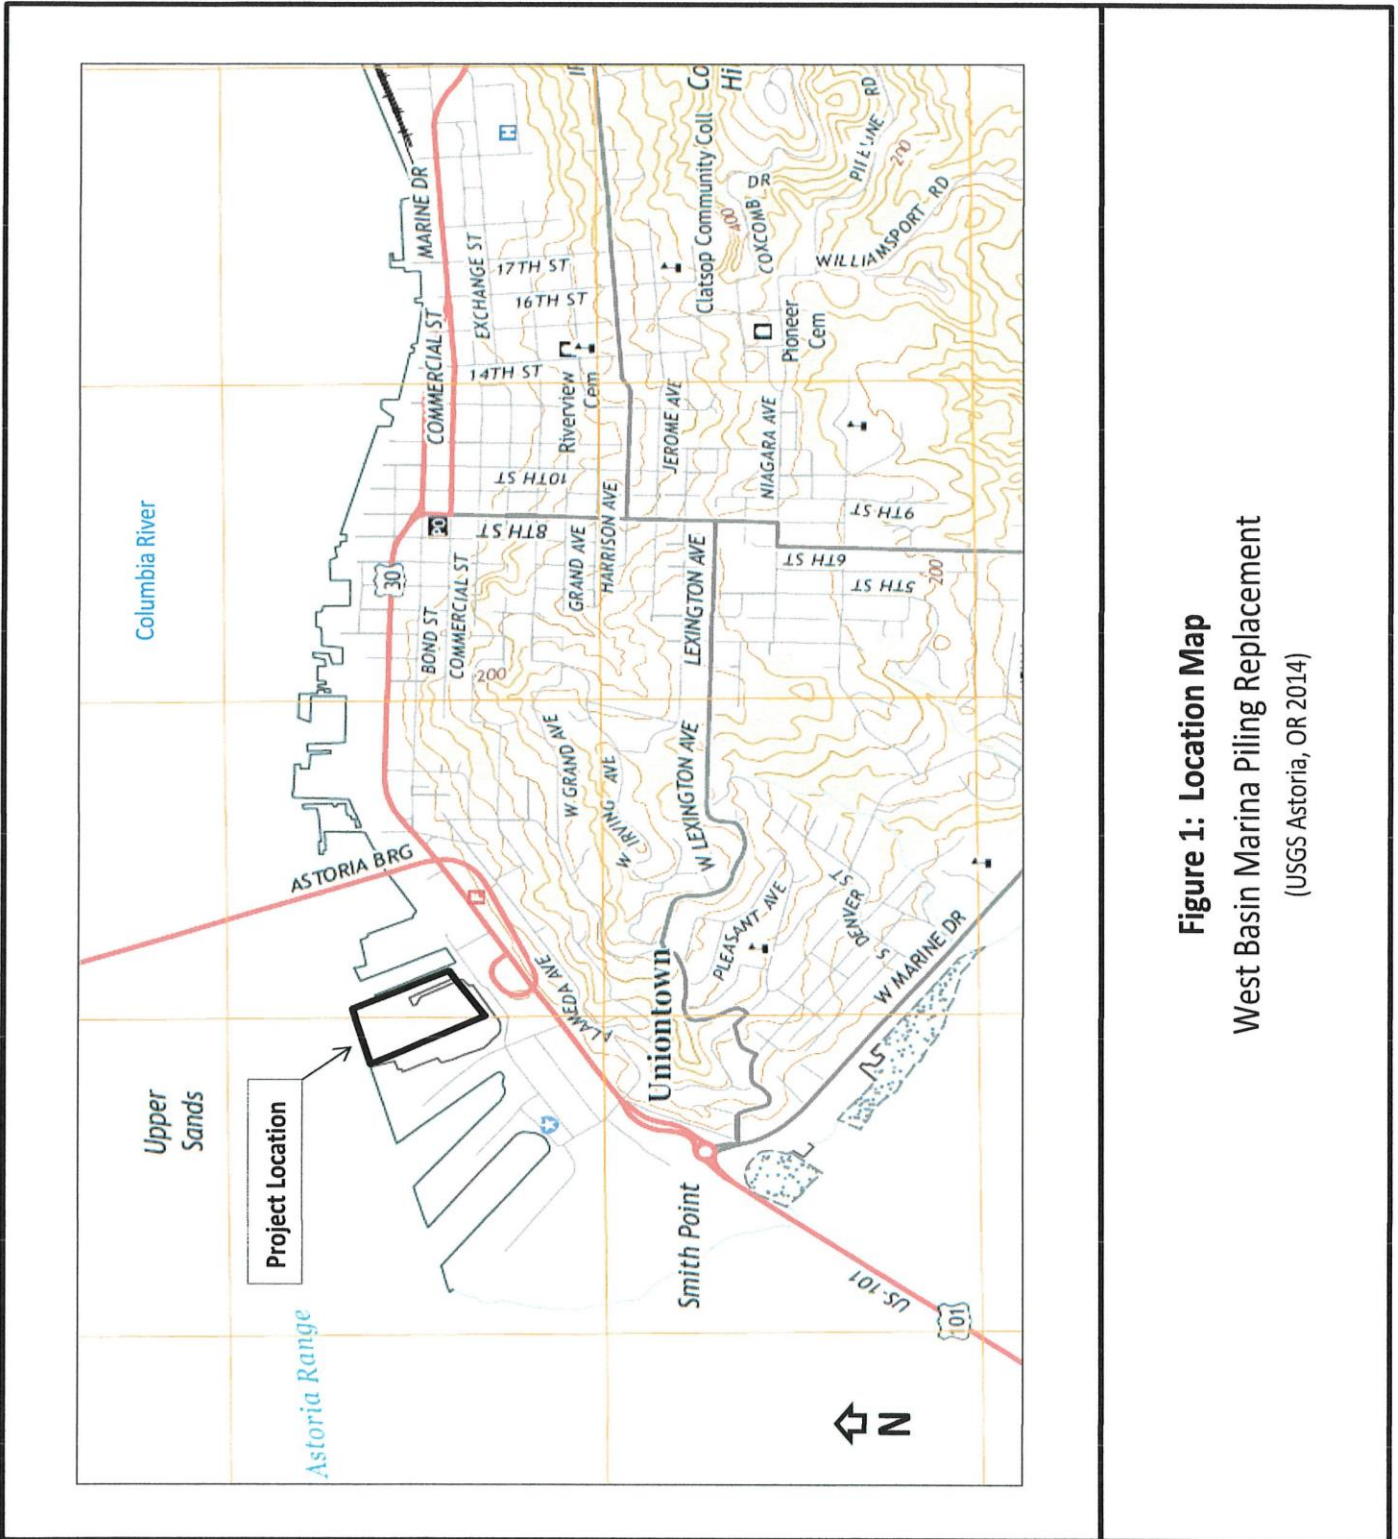 Columbia River
Upper
Sands
Astoria Range
Project Location
ASTORIA BRG
MARINE DR
COMMERCIAL ST
EXCHANGE ST
17TH ST
16TH ST
14TH ST
10TH ST
8TH ST
9TH ST
6TH ST
5TH ST
30
PO
H
BOND ST
COMMERCIAL ST
200
GRAND AVE
HARRISON AVE
Riverview
Cem
JEROME AVE
NIAGARA AVE
Clatsop Community Coll
Co
Hi
400
COXCOMB DR
PIPELINE RD
200
WILLIAMSPORT RD
Pioneer
Cem
LEXINGTON AVE
200
W GRAND AVE
W IRVING AVE
W LEXINGTON AVE
PLEASANT AVE
S DENVER ST
W MARINE DR
ALAMEDA AVE
Uniontown
Smith Point
US-101
101
N
Figure 1: Location Map
West Basin Marina Piling Replacement
(USGS Astoria, OR 2014)